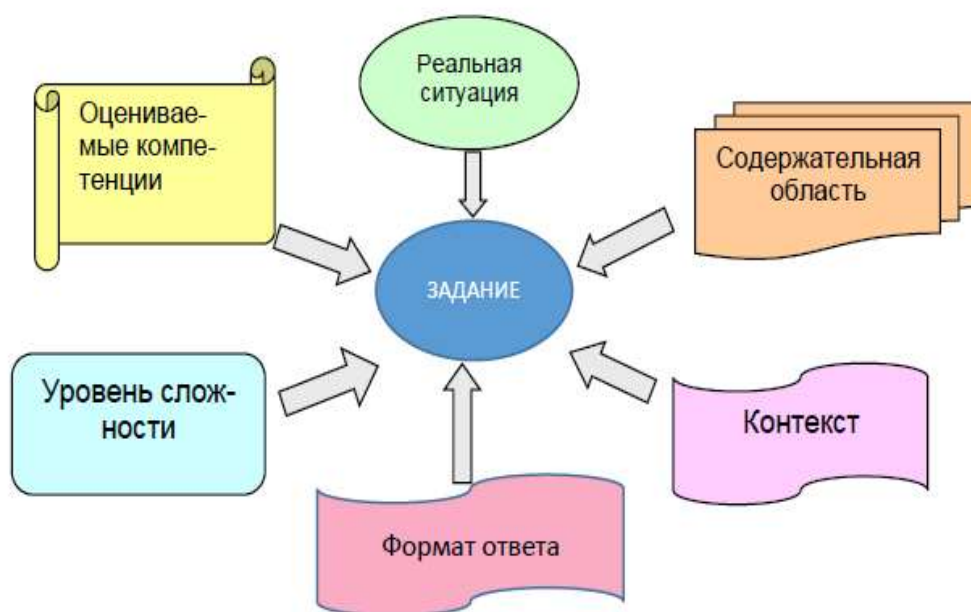 Реальная
ситуация
Оценивае-
мые компе-
тенции
Содержательная
область
ЗАДАНИЕ
Уровень слож-
ности
Контекст
Формат ответа